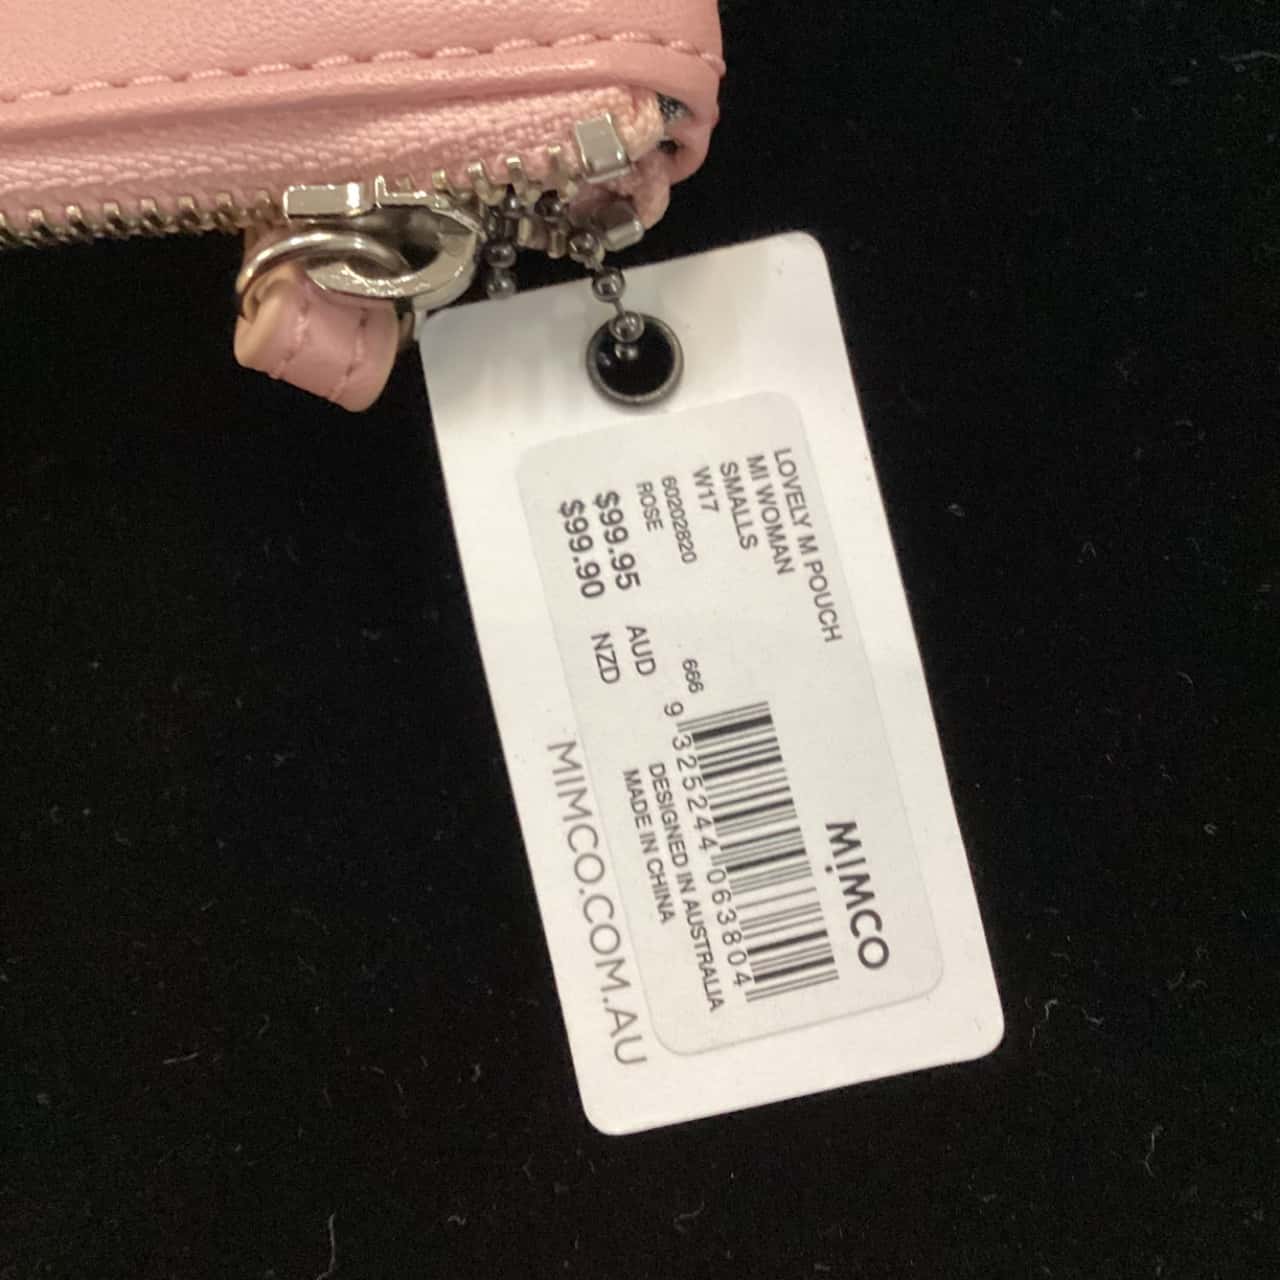 LOVELY M POUCH
MI WOMAN
SMALLS
W17
60202620
ROSE
$99.95 AUD
$99.90 NZD
MIMCO
666
9 325244 063804
DESIGNED IN AUSTRALIA
MADE IN CHINA
MIMCO.COM.AU